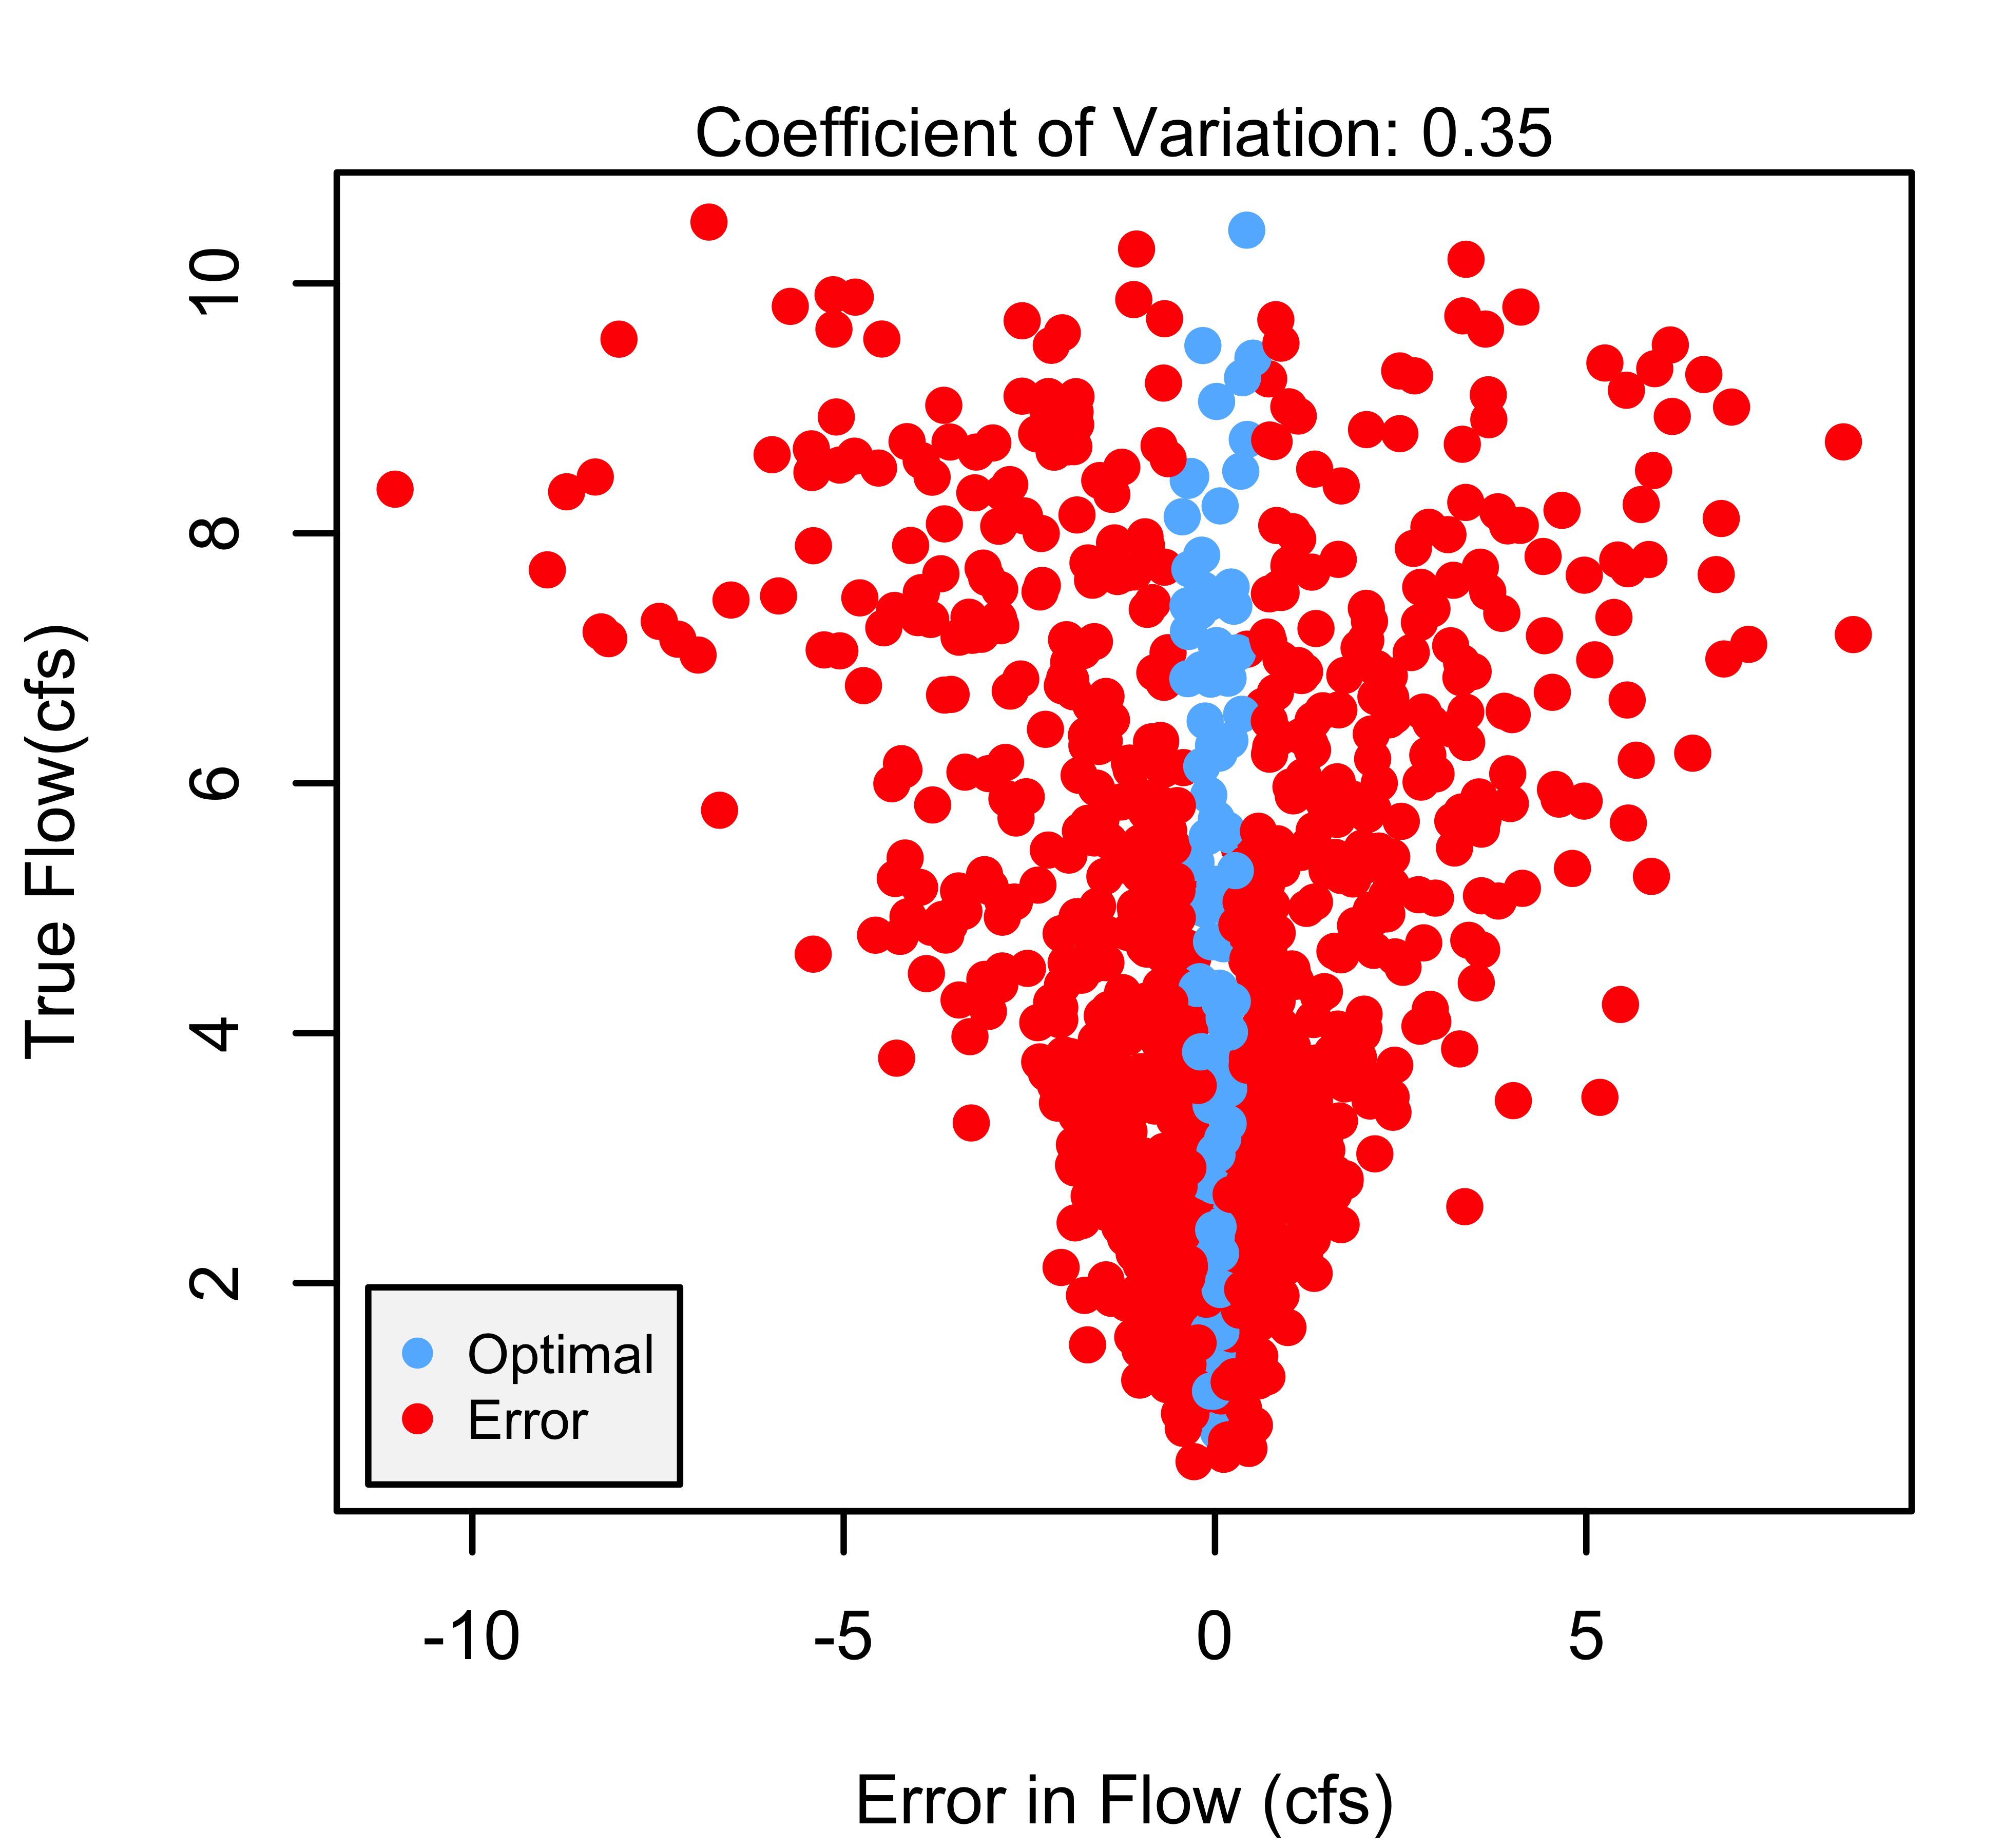 Coefficient of Variation: 0.35
True Flow(cfs)
10
8
6
4
2
Optimal
Error
-10
-5
0
5
Error in Flow (cfs)